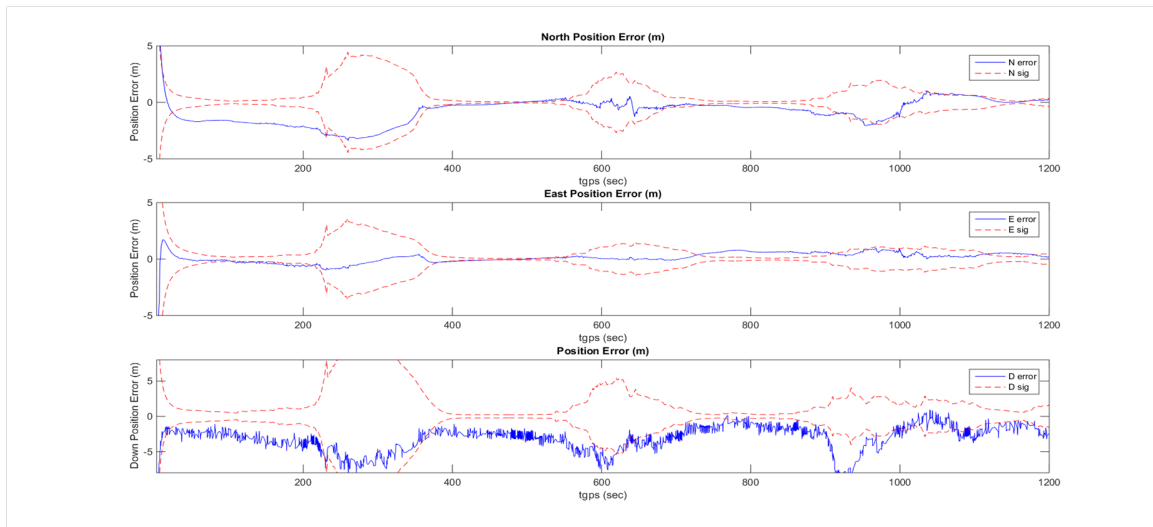 North Position Error (m)
Position Error (m)
5
0
-5
N error
N sig
200
400
600
800
1000
1200
tgps (sec)
East Position Error (m)
Position Error (m)
5
0
-5
E error
E sig
200
400
600
800
1000
1200
tgps (sec)
Position Error (m)
Down Position Error (m)
5
0
-5
D error
D sig
200
400
600
800
1000
1200
tgps (sec)